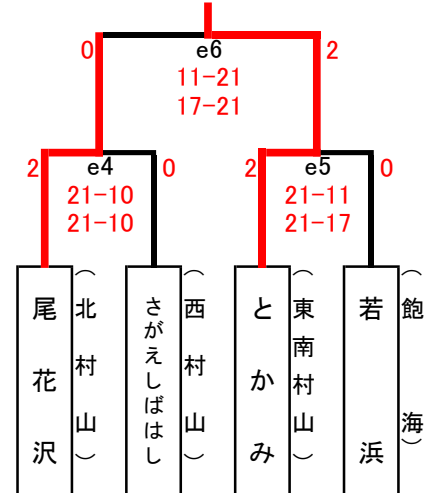 0 e6 2
11-21
17-21
2 e4 0
21-10
21-10
2 e5 0
21-11
21-17
尾花沢
（北村山）
さがえしばはし
（西村山）
とかみ
（東南村山）
若浜
（飽海）